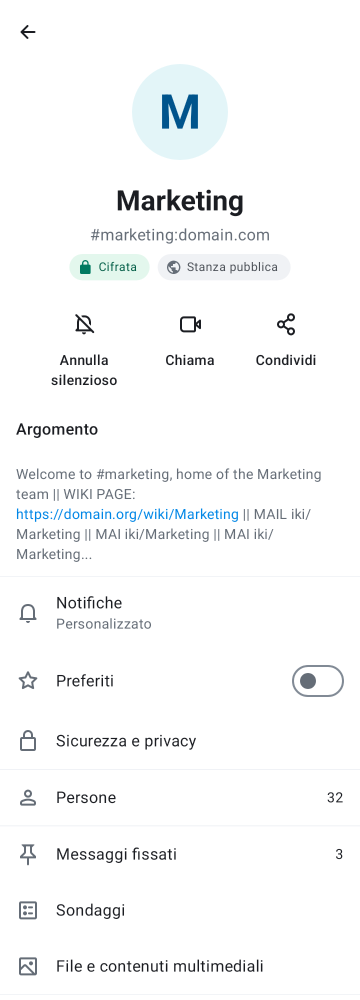 M
Marketing
#marketing:domain.com
Cifrata
Stanza pubblica
Annulla
silenzioso
Chiama
Condividi
Argomento
Welcome to #marketing, home of the Marketing
team || WIKI PAGE:
https://domain.org/wiki/Marketing || MAIL iki/
Marketing || MAI iki/Marketing || MAI iki/
Marketing...
Notifiche
Personalizzato
Preferiti
Sicurezza e privacy
Persone 32
Messaggi fissati 3
Sondaggi
File e contenuti multimediali